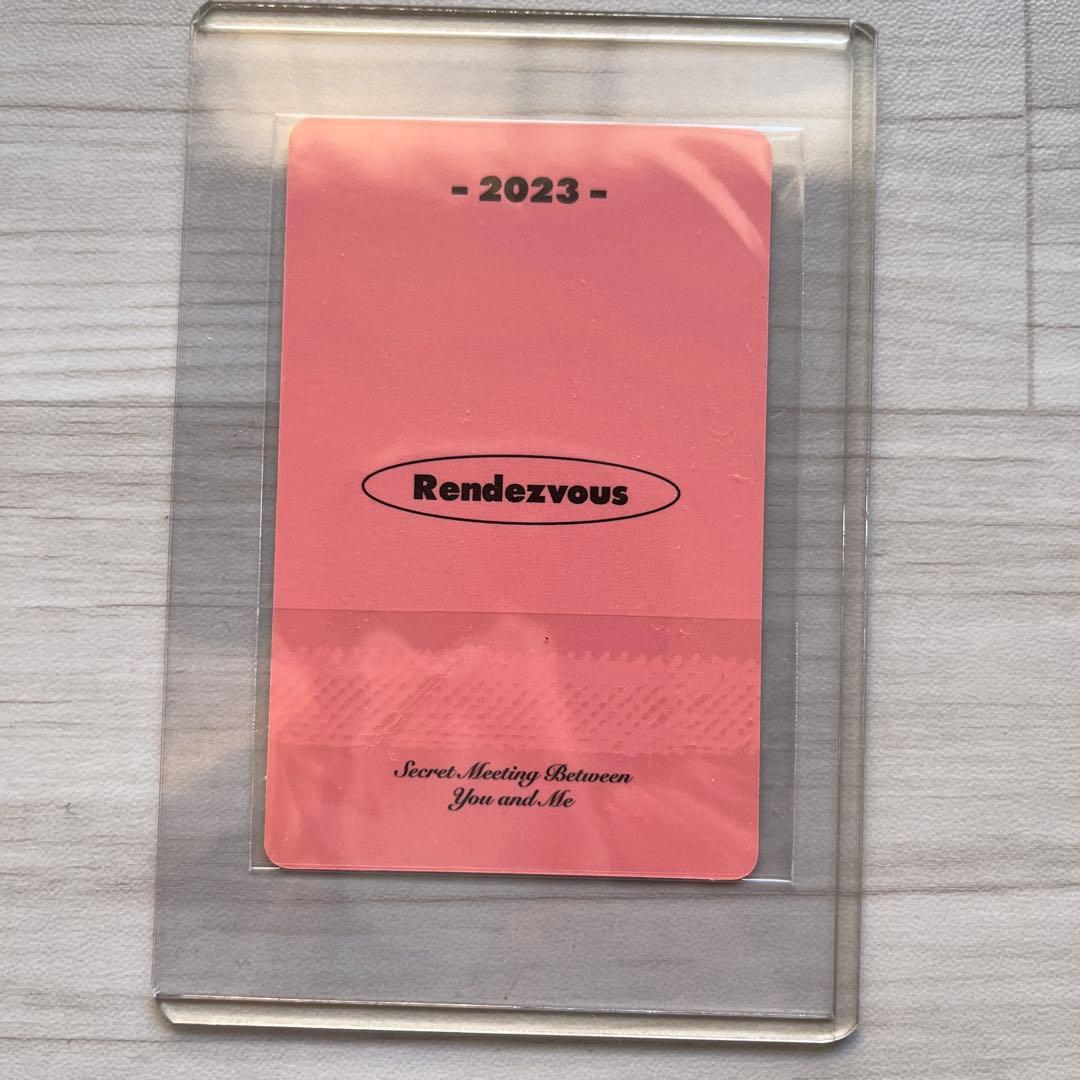 - 2023 -
Rendezvous
Secret Meeting Between
You and Me